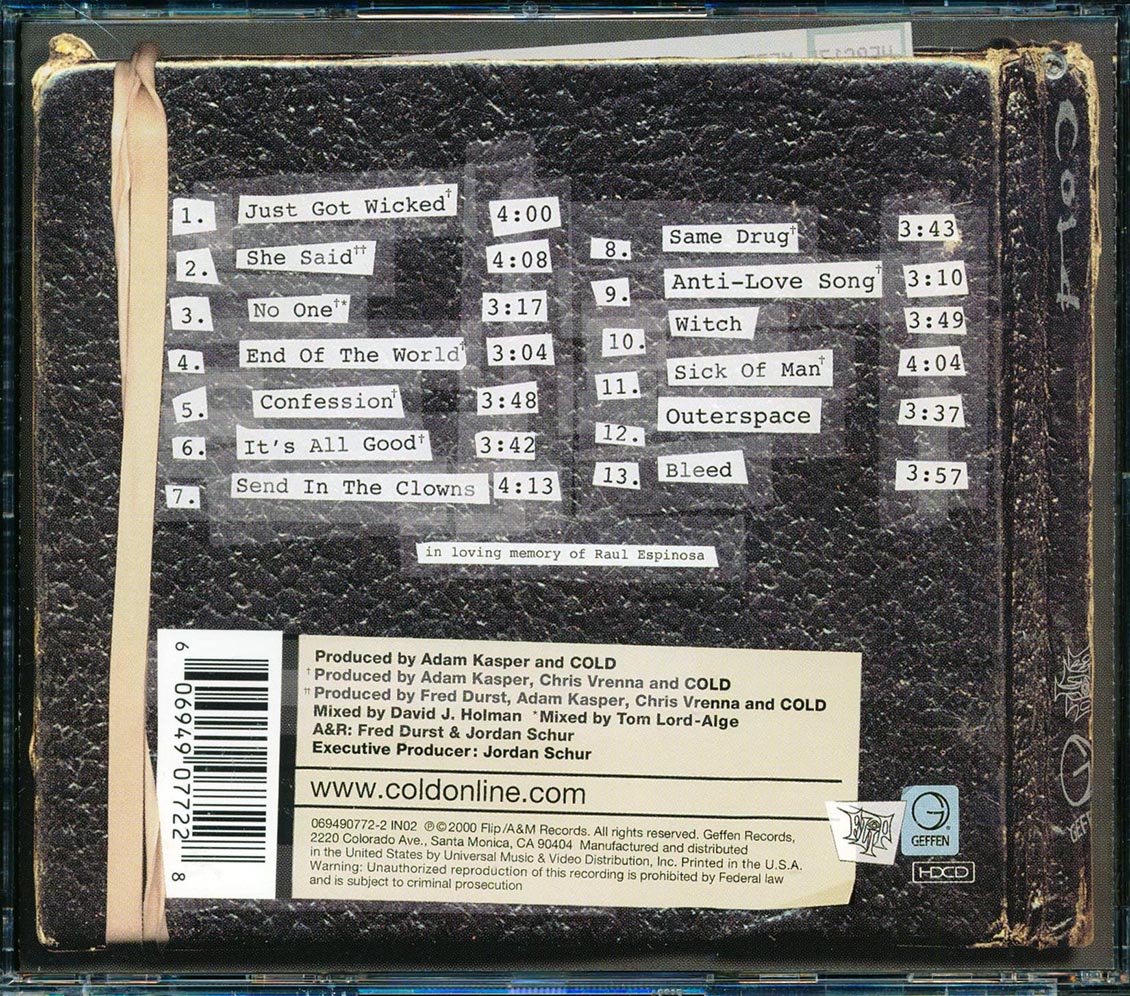 1. Just Got Wicked† 4:00
2. She Said†† 4:08
3. No One†* 3:17
4. End Of The World† 3:04
5. Confession† 3:48
6. It's All Good† 3:42
7. Send In The Clowns 4:13
8. Same Drug† 3:43
9. Anti-Love Song† 3:10
10. Witch 3:49
11. Sick Of Man† 4:04
12. Outerspace 3:37
13. Bleed 3:57
in loving memory of Raul Espinosa
Produced by Adam Kasper and COLD
† Produced by Adam Kasper, Chris Vrenna and COLD
†† Produced by Fred Durst, Adam Kasper, Chris Vrenna and COLD
Mixed by David J. Holman *Mixed by Tom Lord-Alge
A&R: Fred Durst & Jordan Schur
Executive Producer: Jordan Schur
www.coldonline.com
069490772-2 IN02 ℗©2000 Flip/A&M Records. All rights reserved. Geffen Records,
2220 Colorado Ave., Santa Monica, CA 90404 Manufactured and distributed
in the United States by Universal Music & Video Distribution, Inc. Printed in the U.S.A.
Warning: Unauthorized reproduction of this recording is prohibited by Federal law
and is subject to criminal prosecution
6 06949 07722 8
GEFFEN
HDCD
Cold